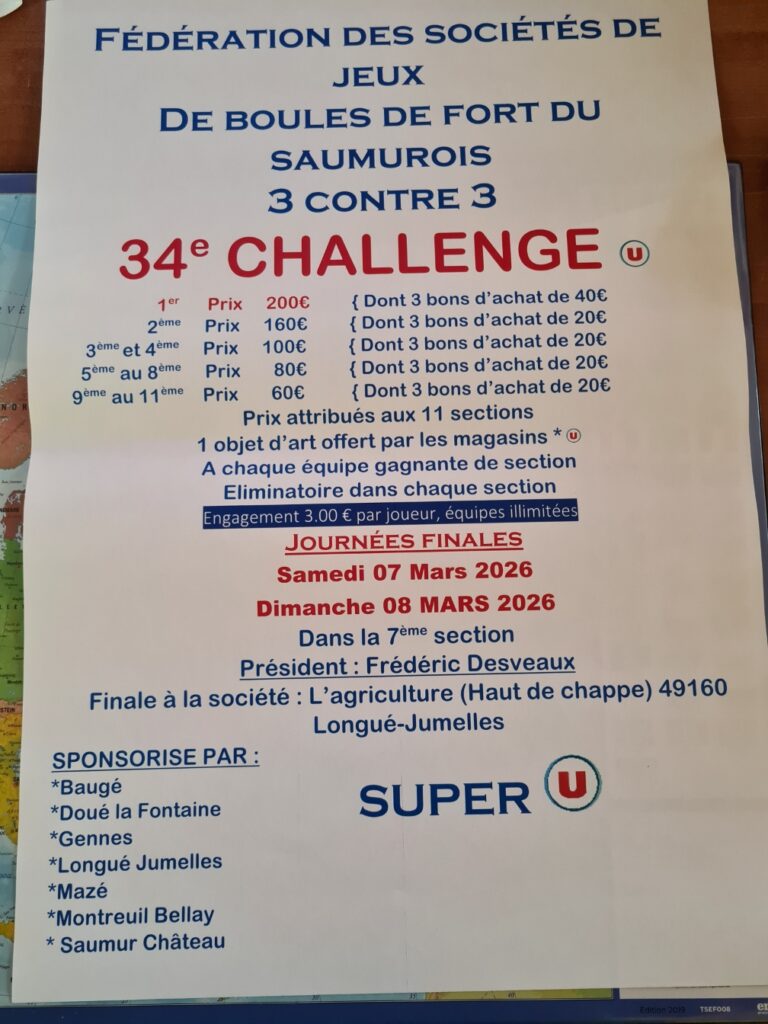 FÉDÉRATION DES SOCIÉTÉS DE
JEUX
DE BOULES DE FORT DU
SAUMUROIS
3 CONTRE 3
34e CHALLENGE U
1er Prix 200€ { Dont 3 bons d'achat de 40€
2ème Prix 160€ { Dont 3 bons d'achat de 20€
3ème et 4ème Prix 100€ { Dont 3 bons d'achat de 20€
5ème au 8ème Prix 80€ { Dont 3 bons d'achat de 20€
9ème au 11ème Prix 60€ { Dont 3 bons d'achat de 20€
Prix attribués aux 11 sections
1 objet d'art offert par les magasins * U
A chaque équipe gagnante de section
Eliminatoire dans chaque section
Engagement 3.00 € par joueur, équipes illimitées
JOURNÉES FINALES
Samedi 07 Mars 2026
Dimanche 08 MARS 2026
Dans la 7ème section
Président : Frédéric Desveaux
Finale à la société : L'agriculture (Haut de chappe) 49160
Longué-Jumelles
SPONSORISE PAR :
*Baugé
*Doué la Fontaine
*Gennes
*Longué Jumelles
*Mazé
*Montreuil Bellay
* Saumur Château
SUPER U
Edition 2019 TSEF008